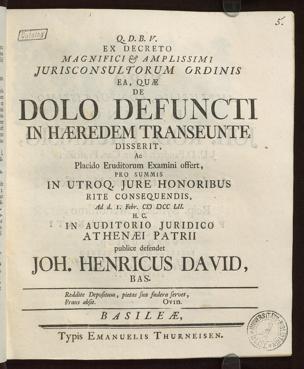 Catalog
5.
Q. D. B. V.
EX DECRETO
MAGNIFICI & AMPLISSIMI
JURISCONSULTORUM ORDINIS
EA, QUÆ
DE
DOLO DEFUNCTI
IN HÆREDEM TRANSEUNTE
DISSERIT,
Ac
Placido Eruditorum Examini offert,
PRO SUMMIS
IN UTROQ. JURE HONORIBUS
RITE CONSEQUENDIS,
Ad d. 1. Febr. CIↃ DCC LII.
H. C.
IN AUDITORIO JURIDICO
ATHENÆI PATRII
publice defendet
JOH. HENRICUS DAVID,
BAS.
Reddite Depositum, pietas sua fœdera servet,
Fraus absit. OVID.
BASILEÆ,
Typis EMANUELIS THURNEISEN.